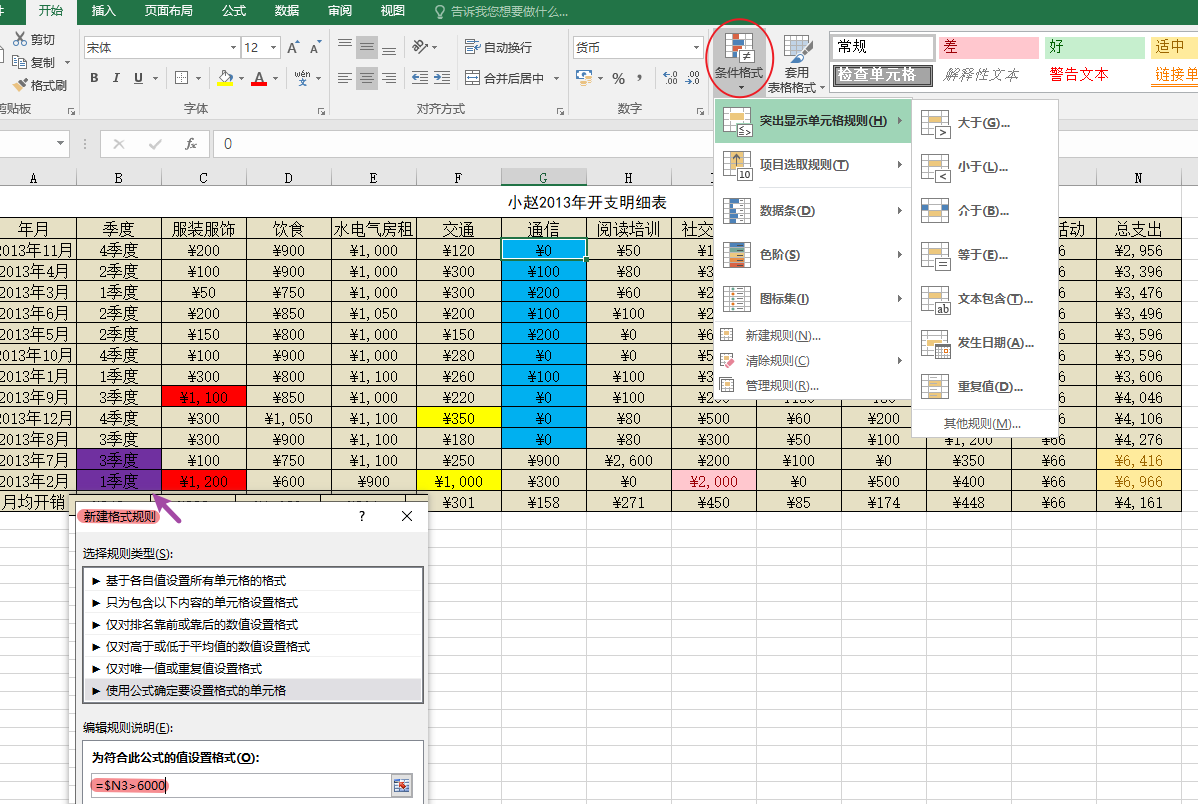 开始 插入 页面布局 公式 数据 审阅 视图 告诉我您想要做什么...
剪切
复制
格式刷
剪贴板
宋体 12
B I U
wén
文
字体
自动换行
合并后居中
对齐方式
货币
% ,
数字
条件格式
套用
表格格式
常规 差 好 适中
检查单元格 解释性文本 警告文本 链接单
突出显示单元格规则(H)
项目选取规则(T)
数据条(D)
色阶(S)
图标集(I)
新建规则(N)...
清除规则(C)
管理规则(R)...
大于(G)...
小于(L)...
介于(B)...
等于(E)...
文本包含(T)...
发生日期(A)...
重复值(D)...
其他规则(M)...
fx 0
A B C D E F G H N
小赵2013年开支明细表
年月 季度 服装服饰 饮食 水电气房租 交通 通信 阅读培训 社交 活动 总支出
2013年11月 4季度 ¥200 ¥900 ¥1,000 ¥120 ¥0 ¥50 ¥2,956
2013年4月 2季度 ¥100 ¥900 ¥1,000 ¥300 ¥100 ¥80 ¥3,396
2013年3月 1季度 ¥50 ¥750 ¥1,000 ¥300 ¥200 ¥60 ¥3,476
2013年6月 2季度 ¥200 ¥850 ¥1,050 ¥200 ¥100 ¥100 ¥3,496
2013年5月 2季度 ¥150 ¥800 ¥1,000 ¥150 ¥200 ¥0 ¥3,596
2013年10月 4季度 ¥100 ¥900 ¥1,000 ¥280 ¥0 ¥0 ¥3,596
2013年1月 1季度 ¥300 ¥800 ¥1,100 ¥260 ¥100 ¥100 ¥3,606
2013年9月 3季度 ¥1,100 ¥850 ¥1,000 ¥220 ¥0 ¥100 ¥4,046
2013年12月 4季度 ¥300 ¥1,050 ¥1,100 ¥350 ¥0 ¥80 ¥500 ¥60 ¥200 ¥4,106
2013年8月 3季度 ¥300 ¥900 ¥1,100 ¥180 ¥0 ¥80 ¥300 ¥50 ¥100 ¥1,200 ¥66 ¥4,276
2013年7月 3季度 ¥100 ¥750 ¥1,100 ¥250 ¥900 ¥2,600 ¥200 ¥100 ¥0 ¥350 ¥66 ¥6,416
2013年2月 1季度 ¥1,200 ¥600 ¥900 ¥1,000 ¥300 ¥0 ¥2,000 ¥0 ¥500 ¥400 ¥66 ¥6,966
月均开销 ¥301 ¥158 ¥271 ¥450 ¥85 ¥174 ¥448 ¥66 ¥4,161
新建格式规则 ?
选择规则类型(S):
► 基于各自值设置所有单元格的格式
► 只为包含以下内容的单元格设置格式
► 仅对排名靠前或靠后的数值设置格式
► 仅对高于或低于平均值的数值设置格式
► 仅对唯一值或重复值设置格式
► 使用公式确定要设置格式的单元格
编辑规则说明(E):
为符合此公式的值设置格式(O):
=$N3>6000